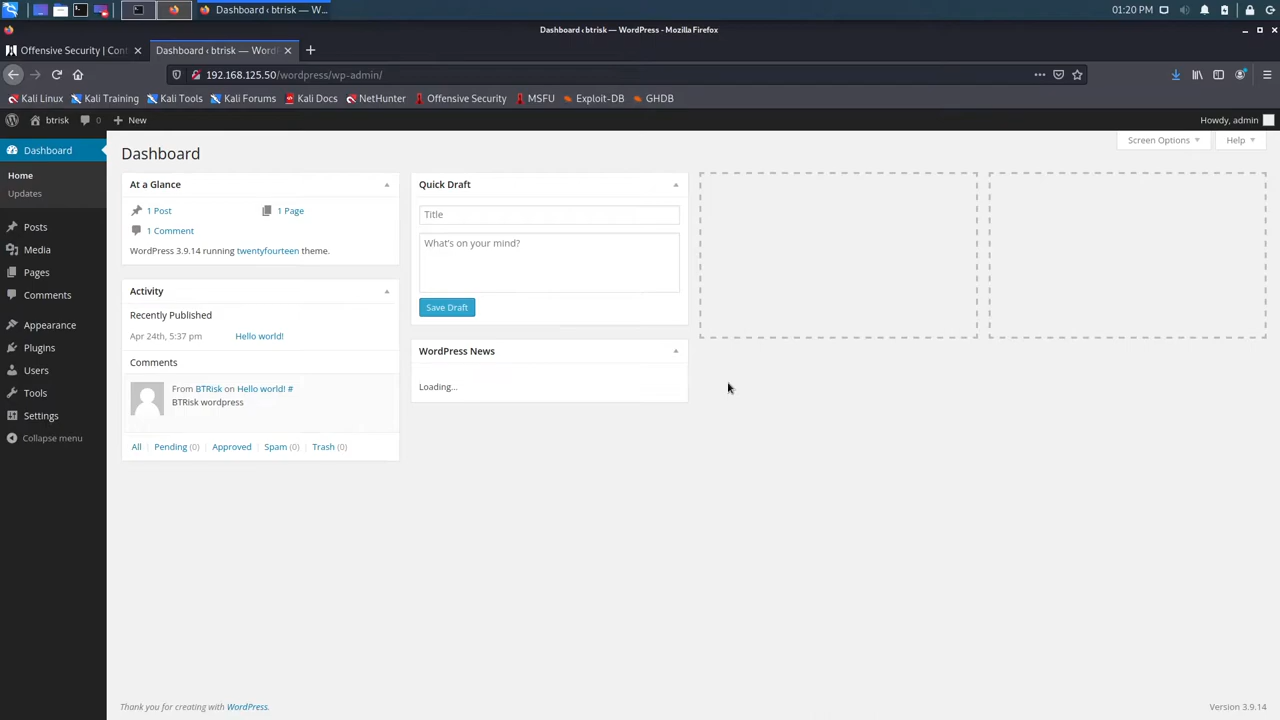 Dashboard ‹ btrisk — W...
01:20 PM
Dashboard ‹ btrisk — WordPress - Mozilla Firefox
Offensive Security | Cont
Dashboard ‹ btrisk — Word
192.168.125.50/wordpress/wp-admin/
Kali Linux Kali Training Kali Tools Kali Forums Kali Docs NetHunter Offensive Security MSFU Exploit-DB GHDB
btrisk 0 New Howdy, admin
Dashboard
Home
Updates
Posts
Media
Pages
Comments
Appearance
Plugins
Users
Tools
Settings
Collapse menu
Screen Options Help
Dashboard
At a Glance
1 Post 1 Page
1 Comment
WordPress 3.9.14 running twentyfourteen theme.
Activity
Recently Published
Apr 24th, 5:37 pm Hello world!
Comments
From BTRisk on Hello world! #
BTRisk wordpress
All | Pending (0) | Approved | Spam (0) | Trash (0)
Quick Draft
Title
What's on your mind?
Save Draft
WordPress News
Loading...
Thank you for creating with WordPress.
Version 3.9.14